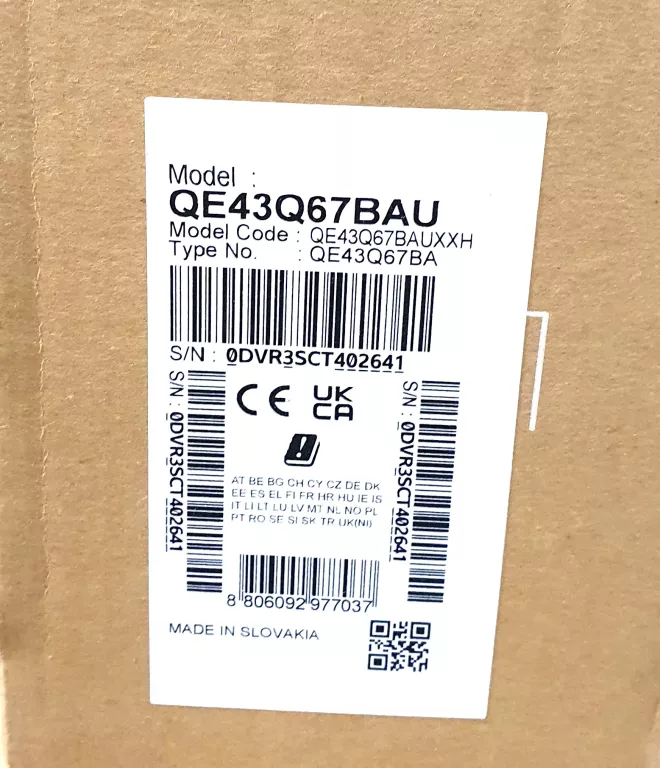 Model :
QE43Q67BAU
Model Code : QE43Q67BAUXXH
Type No. : QE43Q67BA
S/N : 0DVR3SCT402641
S/N : 0DVR3SCT402641
S/N : 0DVR3SCT402641
CE UK
CA
AT BE BG CH CY CZ DE DK
EE ES EL FI FR HR HU IE IS
IT LI LT LU LV MT NL NO PL
PT RO SE SI SK TR UK(NI)
8 806092 977037
MADE IN SLOVAKIA